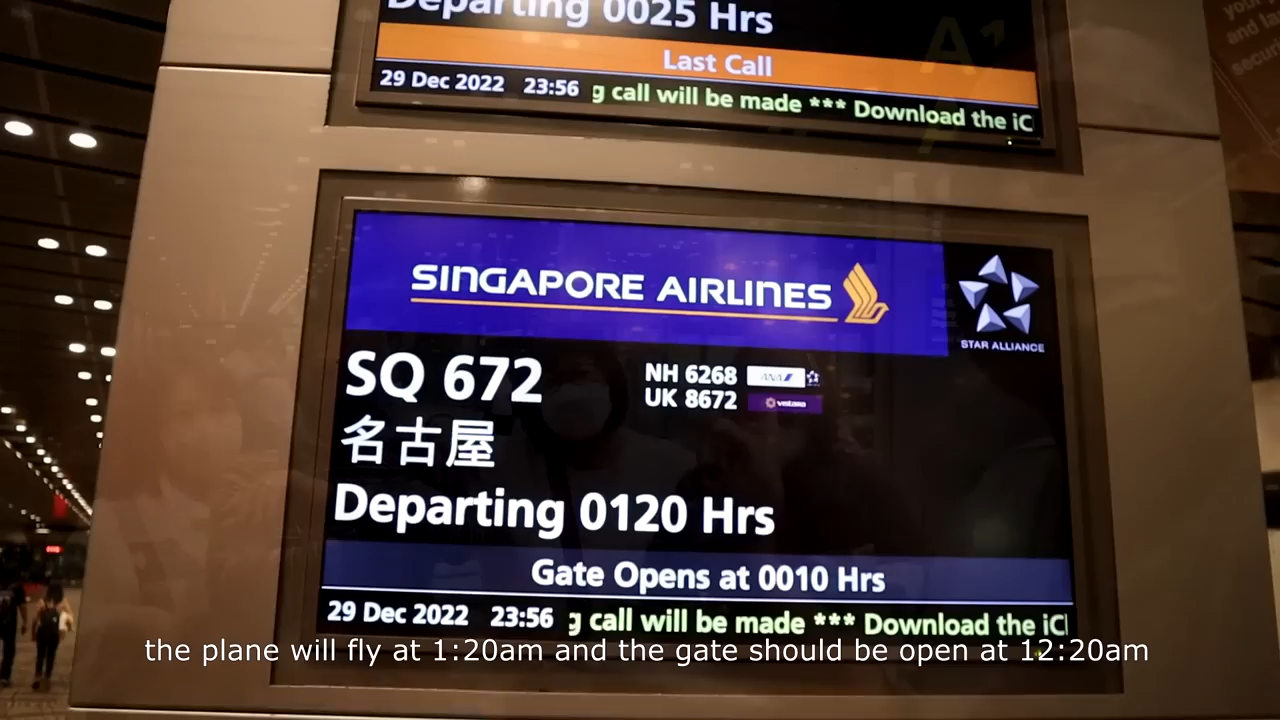 Departing 0025 Hrs
Last Call
29 Dec 2022 23:56 g call will be made *** Download the iC
SINGAPORE AIRLINES
STAR ALLIANCE
SQ 672
NH 6268 ANA
UK 8672 vistara
名古屋
Departing 0120 Hrs
Gate Opens at 0010 Hrs
29 Dec 2022 23:56 g call will be made *** Download the iC
the plane will fly at 1:20am and the gate should be open at 12:20am